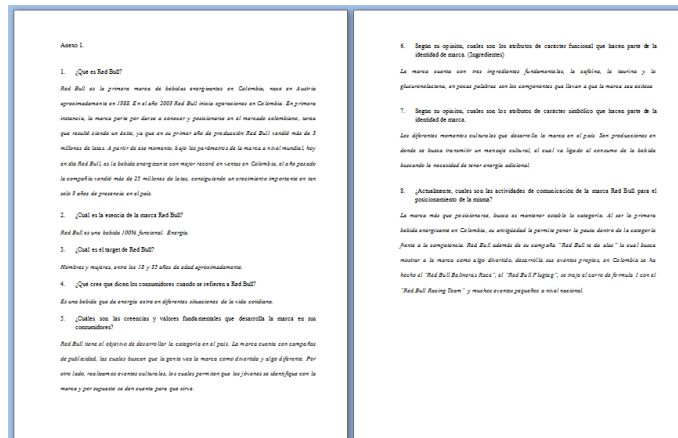 Anexo 1.
1. ¿Qué es Red Bull?
Red Bull es la primera marca de bebidas energizantes en Colombia, nace en Austria
aproximadamente en 1988. En el año 2003 Red Bull inicia operaciones en Colombia. En primera
instancia, la marca parte por darse a conocer y posicionarse en el mercado colombiano, tarea
que resultó siendo un éxito, ya que en su primer año de producción Red Bull vendió más de 3
millones de latas. A partir de ese momento, bajo los parámetros de la marca a nivel mundial, hoy
en día Red Bull, es la bebida energizante con mejor record en ventas en Colombia, el año pasado
la compañía vendió más de 22 millones de latas, consiguiendo un crecimiento importante en tan
solo 8 años de presencia en el país.
2. ¿Cuál es la esencia de la marca Red Bull?
Red Bull es una bebida 100% funcional. Energía.
3. ¿Cuál es el target de Red Bull?
Hombres y mujeres, entre los 18 y 35 años de edad aproximadamente.
4. ¿Qué cree que dicen los consumidores cuando se refieren a Red Bull?
Es una bebida que da energía extra en diferentes situaciones de la vida cotidiana.
5. ¿Cuáles son las creencias y valores fundamentales que desarrolla la marca en sus
consumidores?
Red Bull tiene el objetivo de desarrollar la categoría en el país. La marca cuenta con campañas
de publicidad, las cuales buscan que la gente vea la marca como divertida y algo diferente. Por
otro lado, realizamos eventos culturales, los cuales permiten que los jóvenes se identifique con la
marca y por supuesto se den cuenta para que sirve.
6. Según su opinión, cuales son los atributos de carácter funcional que hacen parte de la
identidad de marca. (Ingredientes)
La marca cuenta con tres ingredientes fundamentales, la cafeína, la taurina y la
glucuronolactona, en pocas palabras son los componentes que llevan a que la marca sea exitosa.
7. Según su opinión, cuales son los atributos de carácter simbólico que hacen parte de la
identidad de marca.
Los diferentes momentos culturales que desarrolla la marca en el país. Son producciones en
donde se busca transmitir un mensaje cultural, el cual va ligado al consumo de la bebida
buscando la necesidad de tener energía adicional.
8. ¿Actualmente, cuales son las actividades de comunicación de la marca Red Bull para el
posicionamiento de la misma?
La marca más que posicionarse, busca es mantener estable la categoría. Al ser la primera
bebida energizante en Colombia, su antigüedad le permite poner la pauta dentro de la categoría
frente a la competencia. Red Bull además de su campaña "Red Bull te da alas" la cual busca
mostrar a la marca como algo divertido, desarrolla sus eventos propios, en Colombia se ha
hecho el "Red Bull Balineras Race", el "Red Bull Flugtag", se trajo el carro de formula 1 con el
"Red Bull Racing Team" y muchos eventos pequeños a nivel nacional.